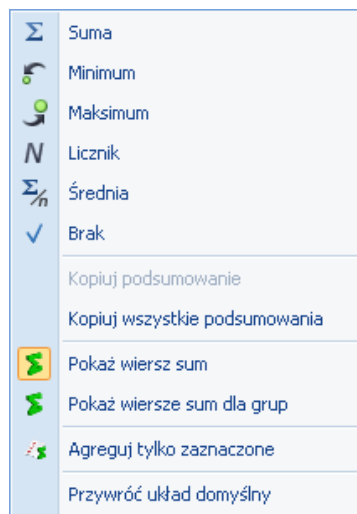 Σ Suma
Minimum
Maksimum
N Licznik
Σ/n Średnia
Brak
Kopiuj podsumowanie
Kopiuj wszystkie podsumowania
Pokaż wiersz sum
Pokaż wiersze sum dla grup
Agreguj tylko zaznaczone
Przywróć układ domyślny